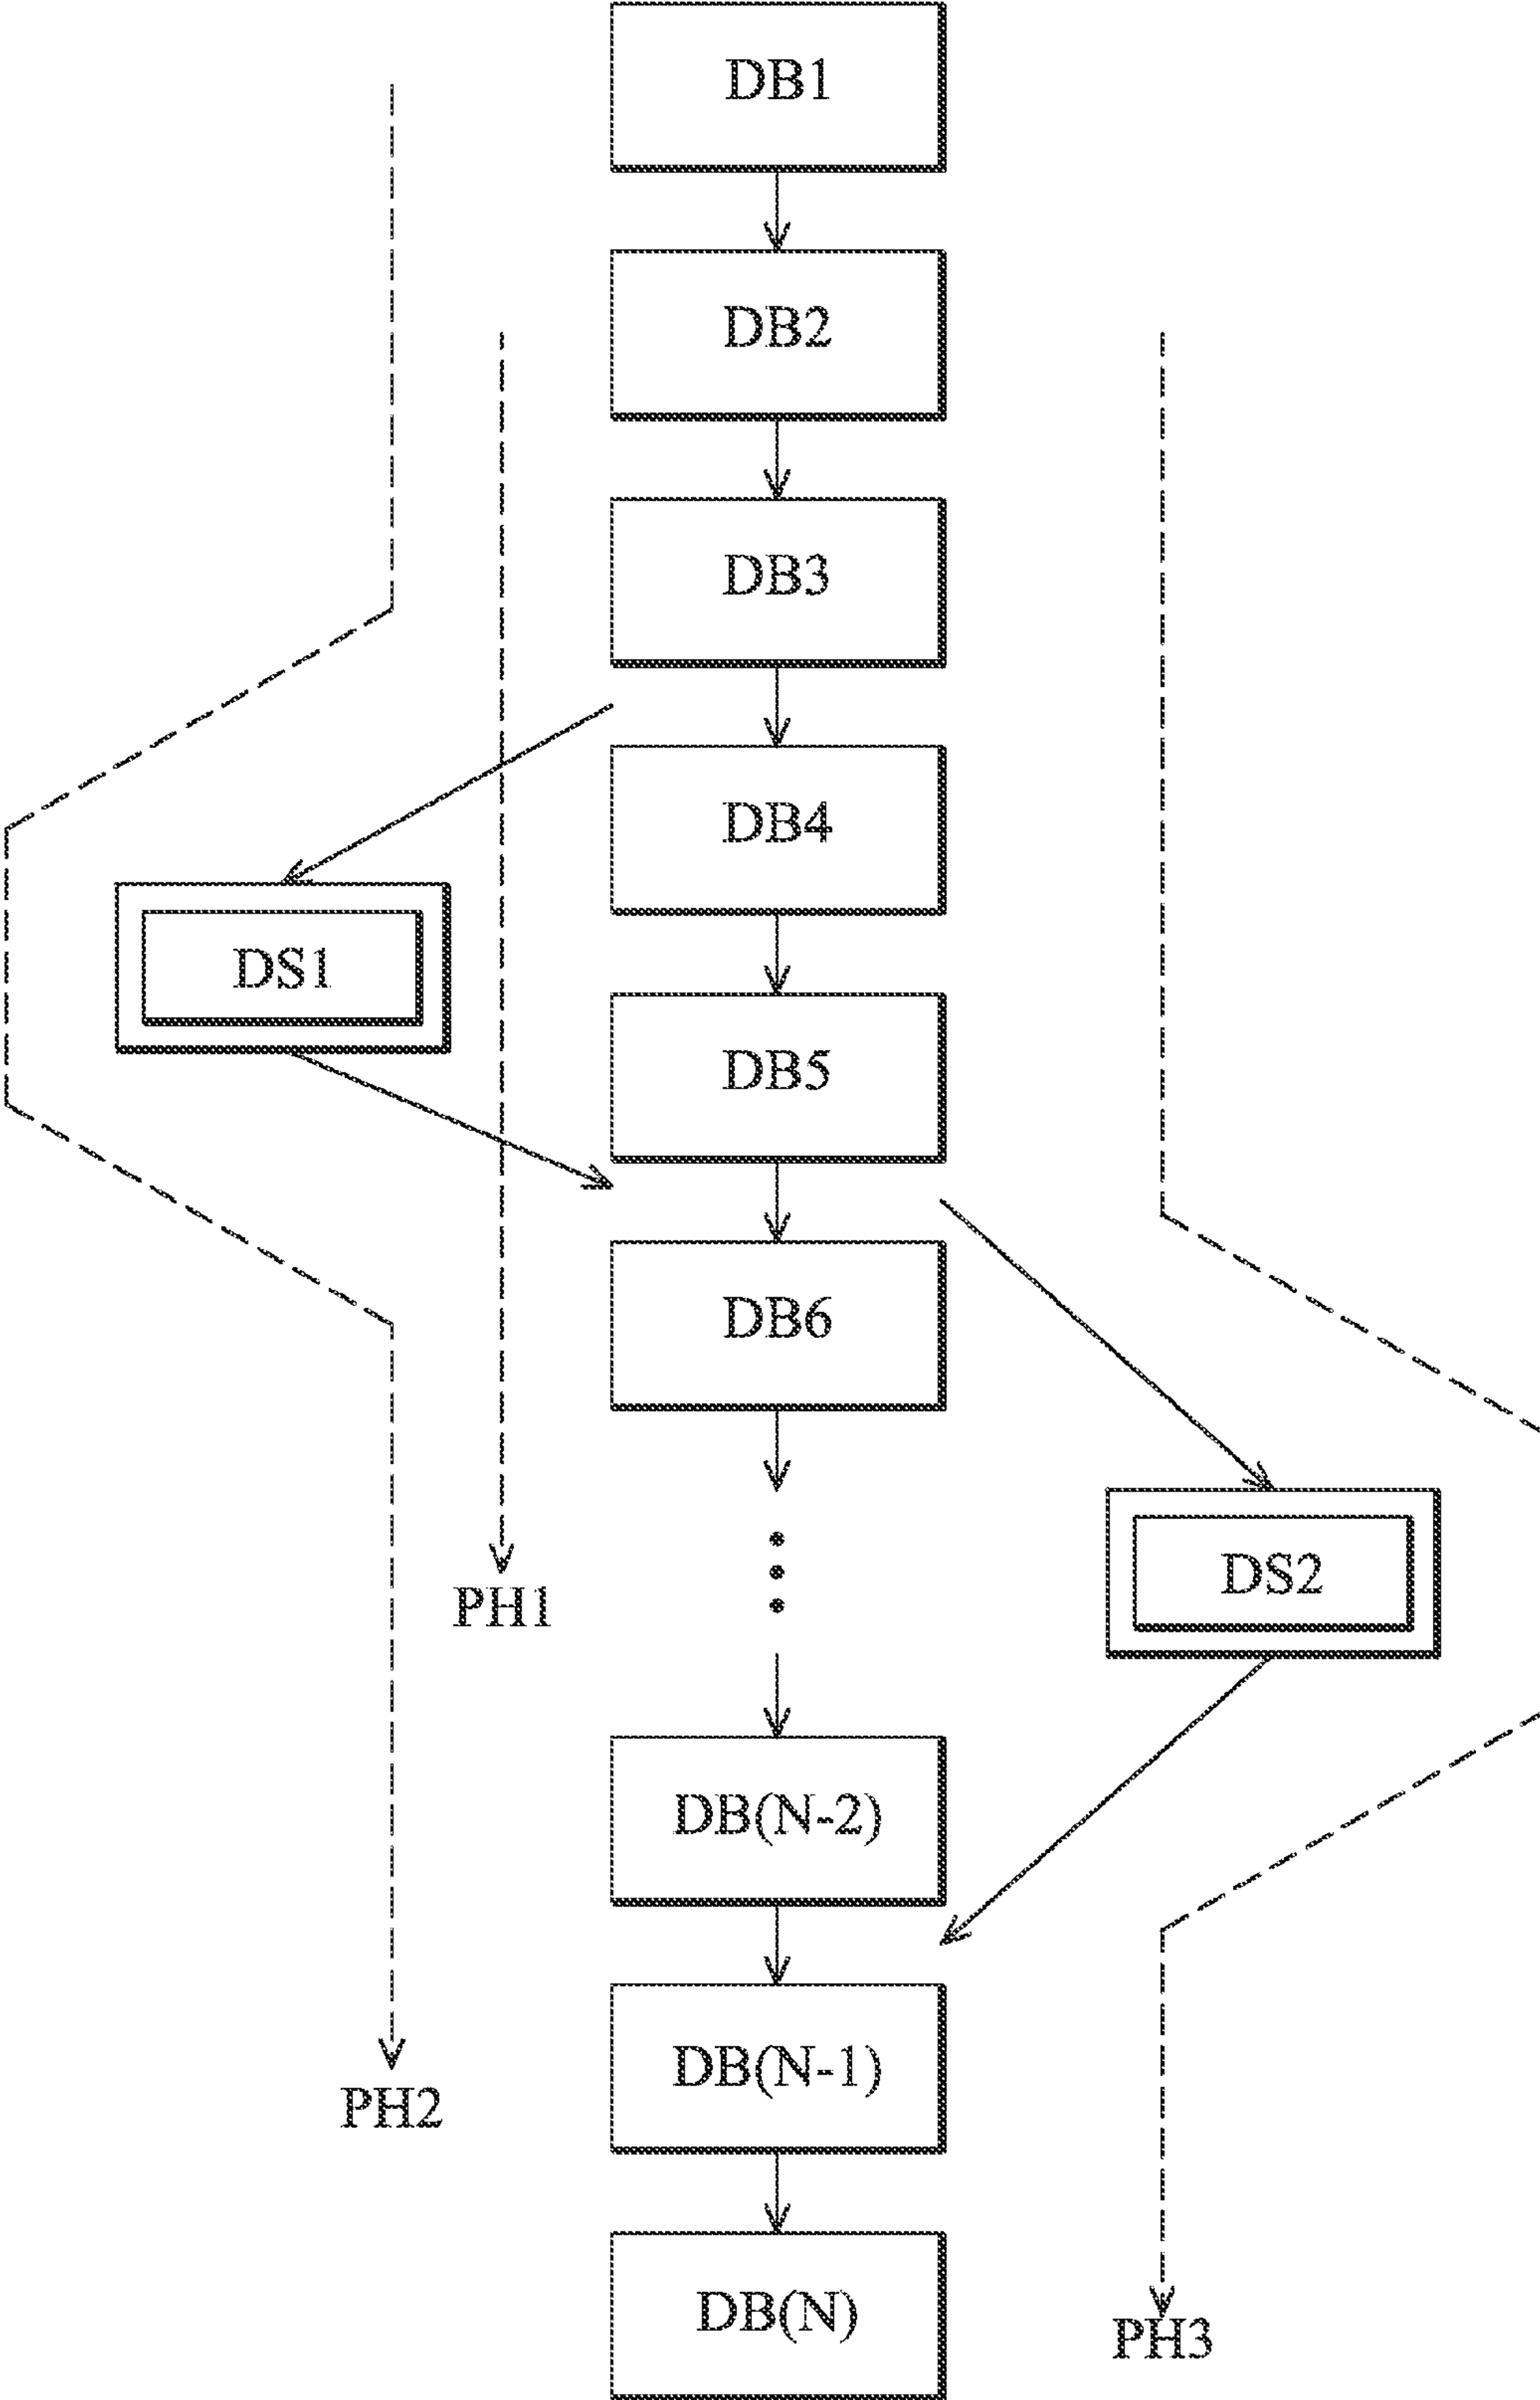 DB1
DB2
DB3
DB4
DS1
DB5
DB6
DS2
PH1
DB(N-2)
DB(N-1)
PH2
DB(N)
PH3